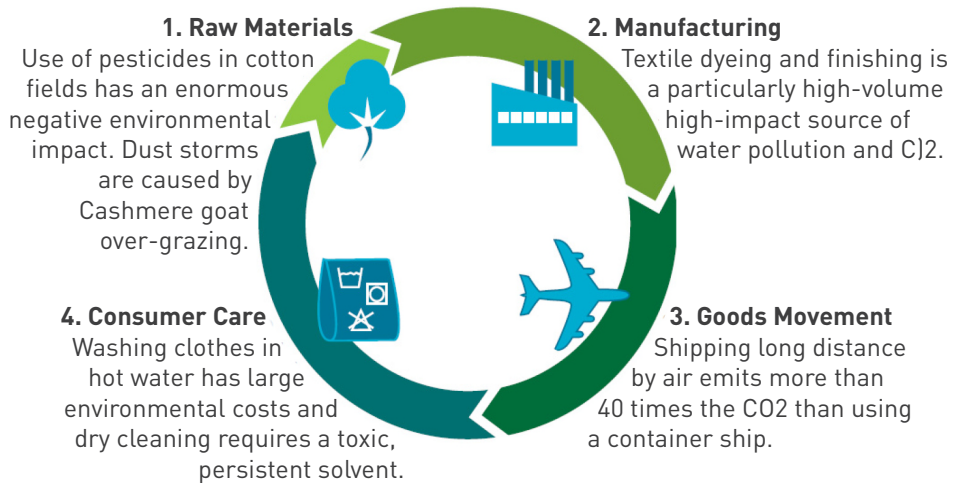 1. Raw Materials
Use of pesticides in cotton
fields has an enormous
negative environmental
impact. Dust storms
are caused by
Cashmere goat
over-grazing.
2. Manufacturing
Textile dyeing and finishing is
a particularly high-volume
high-impact source of
water pollution and C)2.
3. Goods Movement
Shipping long distance
by air emits more than
40 times the CO2 than using
a container ship.
4. Consumer Care
Washing clothes in
hot water has large
environmental costs and
dry cleaning requires a toxic,
persistent solvent.